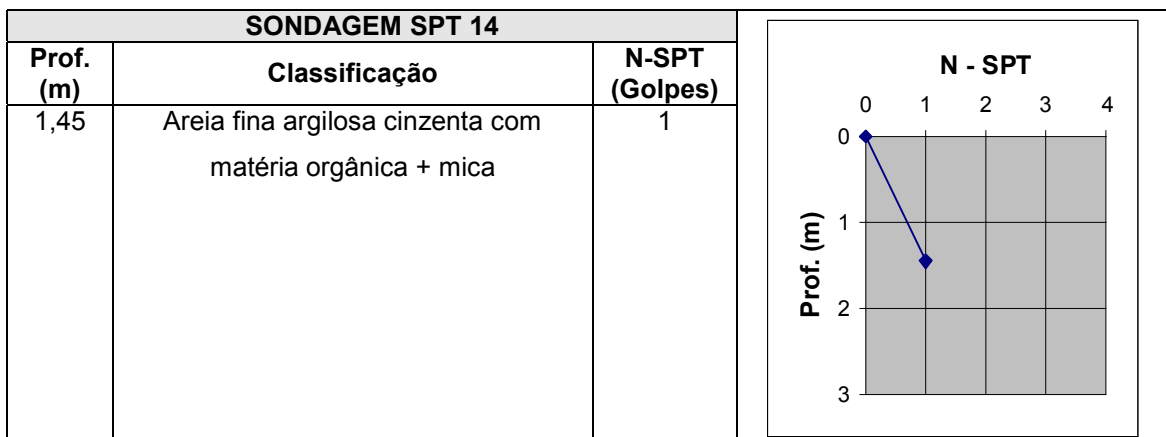 SONDAGEM SPT 14
Prof. (m) Classificação N-SPT (Golpes)
1,45 Areia fina argilosa cinzenta com 1
matéria orgânica + mica
N - SPT
0 1 2 3 4
0
1
2
3
Prof. (m)